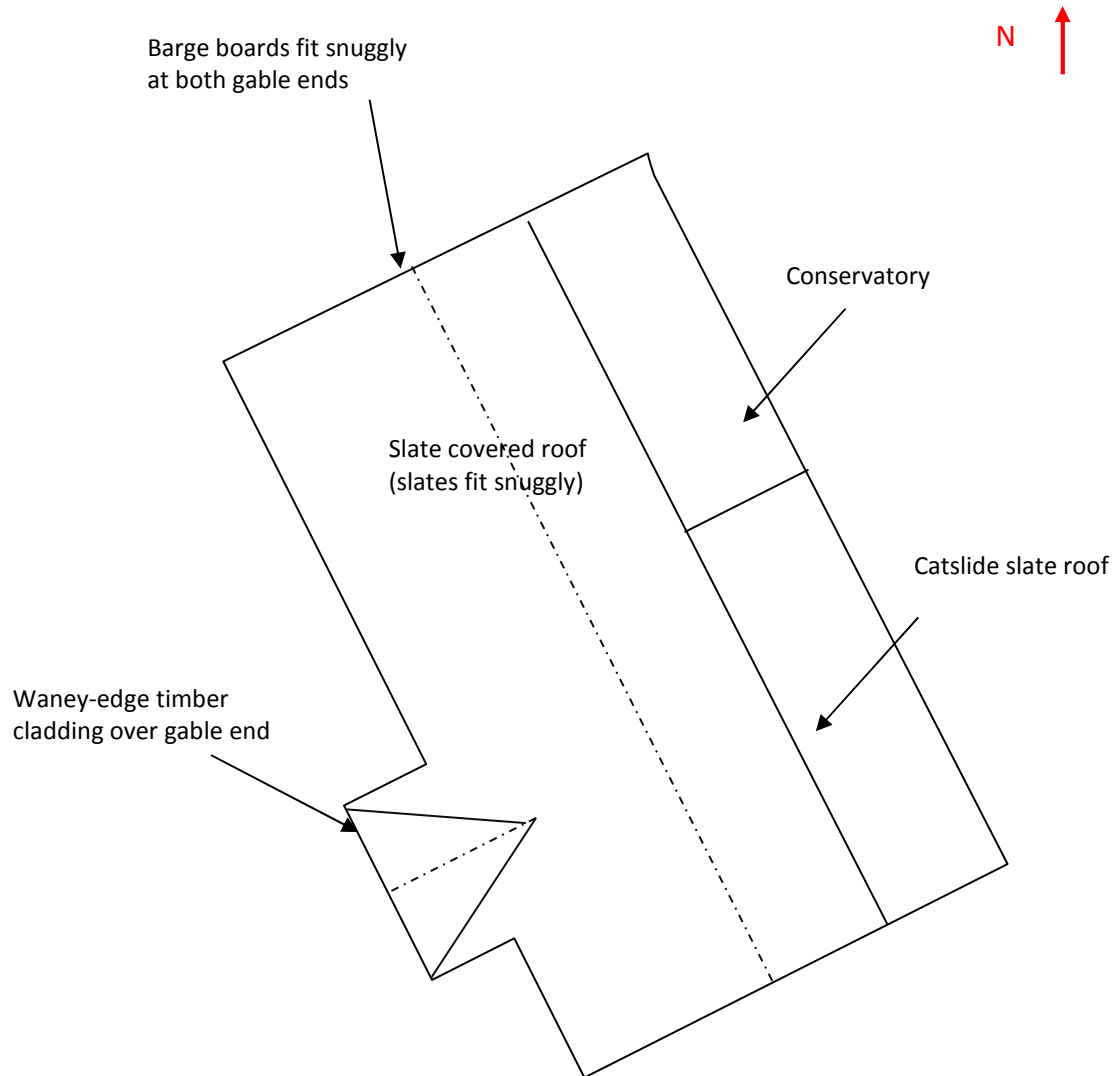 N
Barge boards fit snuggly
at both gable ends
Conservatory
Slate covered roof
(slates fit snuggly)
Catslide slate roof
Waney-edge timber
cladding over gable end